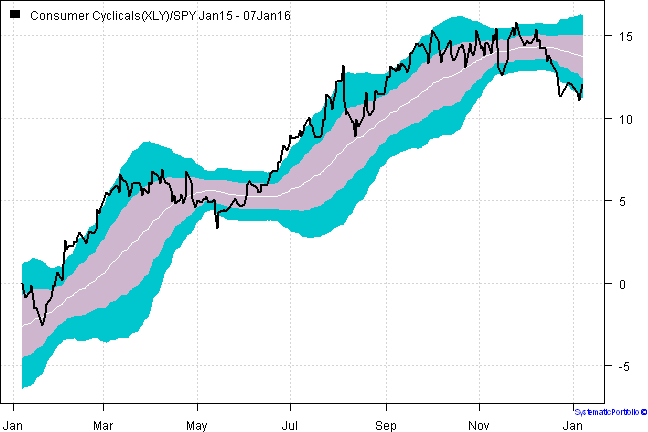 Consumer Cyclicals(XLY)/SPY Jan15 - 07Jan16
15
10
5
0
-5
Jan Mar May Jul Sep Nov Jan
SystematicPortfolio ©